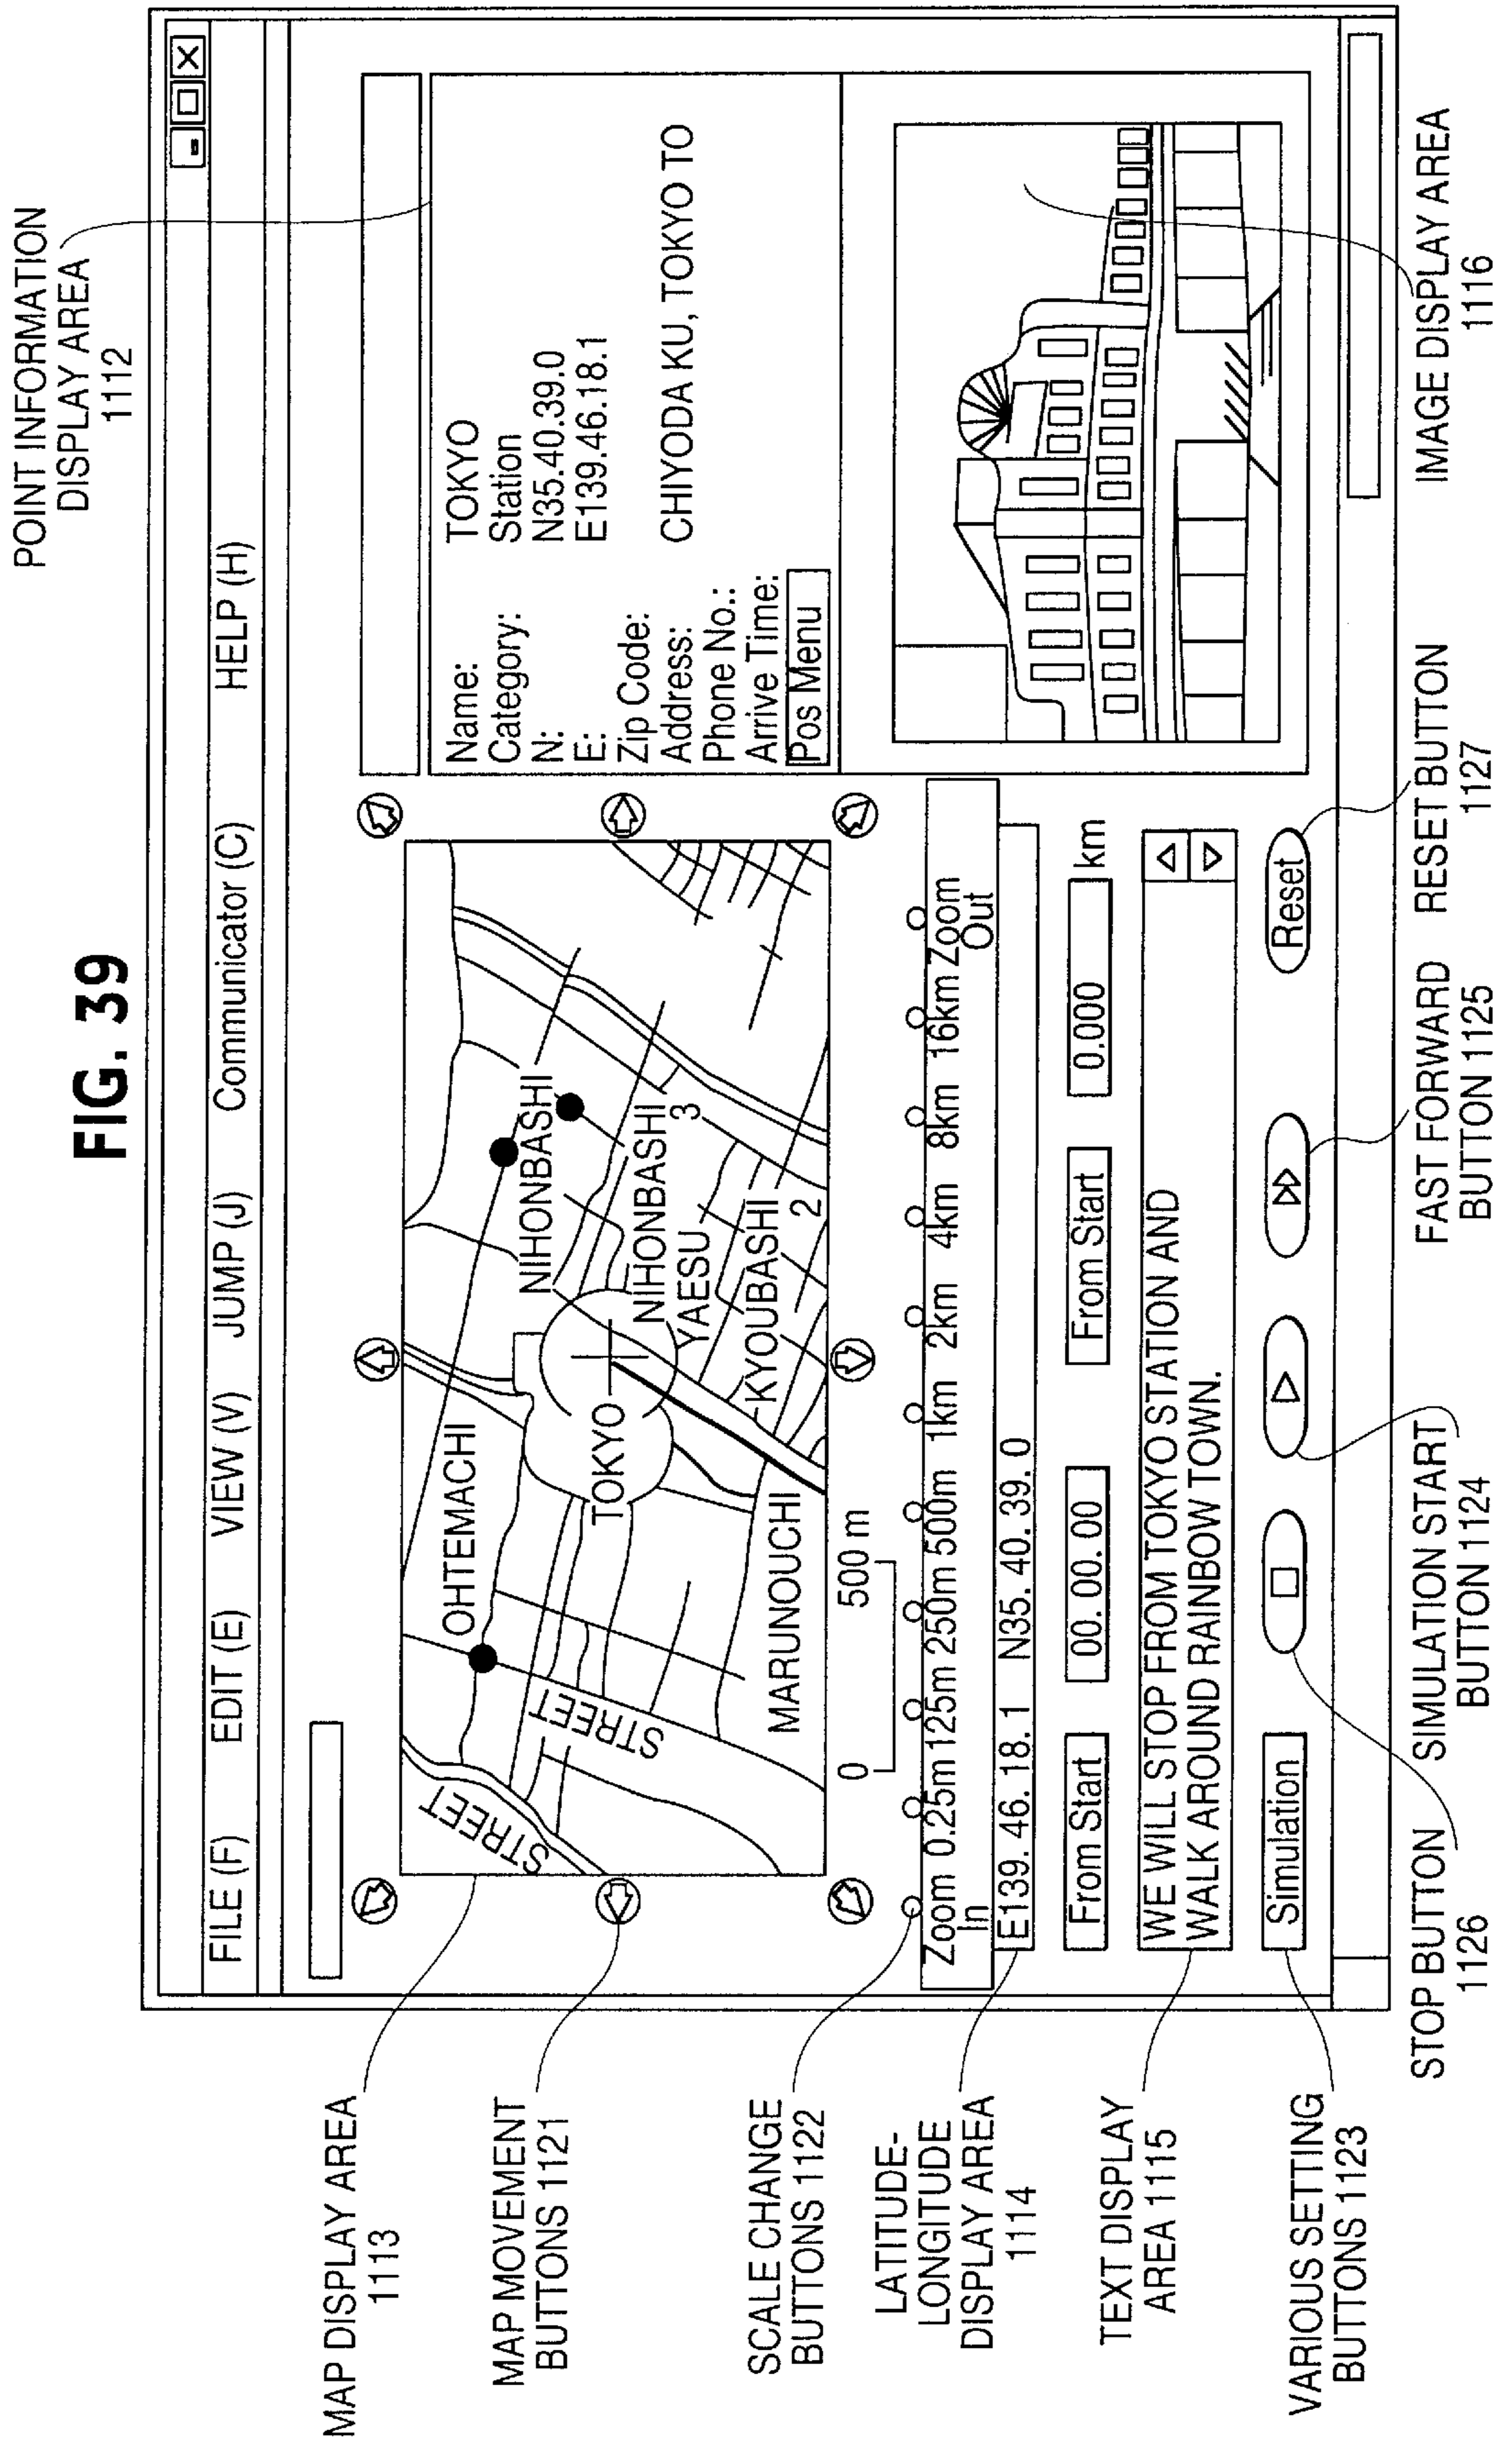 FIG. 39
POINT INFORMATION
DISPLAY AREA
1112
FILE (F) EDIT (E) VIEW (V) JUMP (J) Communicator (C) HELP (H)
MAP DISPLAY AREA
1113
MAP MOVEMENT
BUTTONS 1121
SCALE CHANGE
BUTTONS 1122
LATITUDE-
LONGITUDE
DISPLAY AREA
1114
TEXT DISPLAY
AREA 1115
VARIOUS SETTING
BUTTONS 1123
STREET
STREET
OHTEMACHI
TOKYO
MARUNOUCHI
NIHONBASHI
NIHONBASHI
3
YAESU
KYOUBASHI
2
0 500 m
Zoom In 0.25m 125m 250m 500m 1km 2km 4km 8km 16km Zoom Out
E139. 46. 18. 1 N35. 40. 39. 0
From Start 00. 00. 00 From Start 0.000 km
WE WILL STOP FROM TOKYO STATION AND
WALK AROUND RAINBOW TOWN.
Simulation Reset
Name: TOKYO
Category: Station
N: N35.40.39.0
E: E139.46.18.1
Zip Code:
Address: CHIYODA KU, TOKYO TO
Phone No.:
Arrive Time:
Pos Menu
STOP BUTTON
1126
SIMULATION START
BUTTON 1124
FAST FORWARD
BUTTON 1125
RESET BUTTON
1127
IMAGE DISPLAY AREA
1116